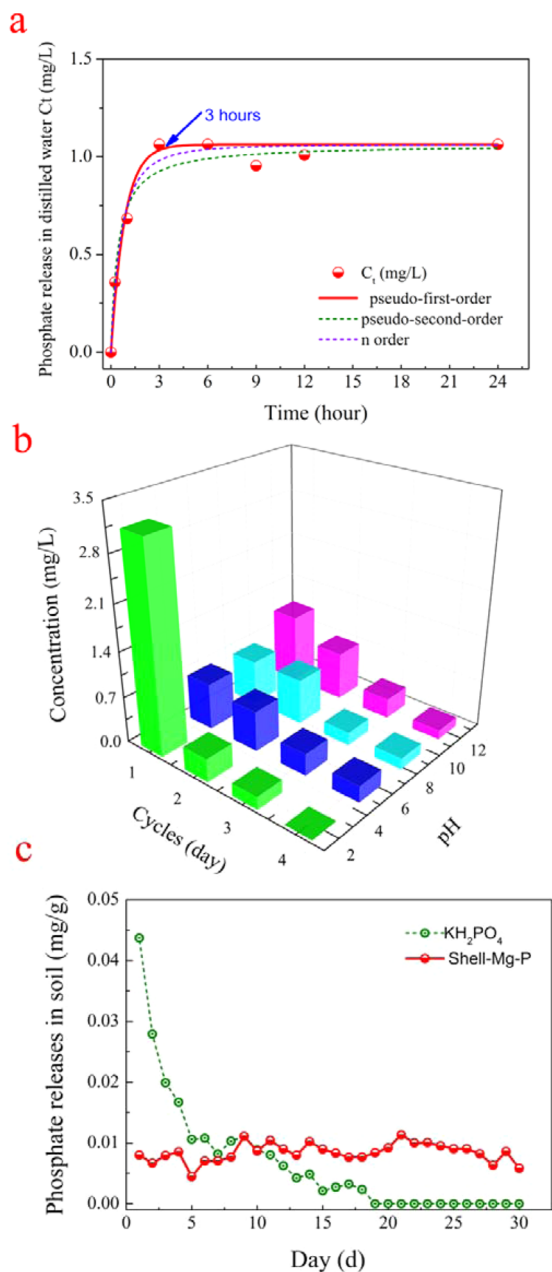 a
Phosphate release in distilled water Ct (mg/L)
1.5
1.0
0.5
0.0
3 hours
Ct (mg/L)
pseudo-first-order
pseudo-second-order
n order
0 3 6 9 12 15 18 21 24
Time (hour)
b
Concentration (mg/L)
3.5
2.8
2.1
1.4
0.7
0.0
1 2 3 4
Cycles (day)
2 4 6 8 10 12
pH
c
Phosphate releases in soil (mg/g)
0.05
0.04
0.03
0.02
0.01
0.00
KH2PO4
Shell-Mg-P
0 5 10 15 20 25 30
Day (d)